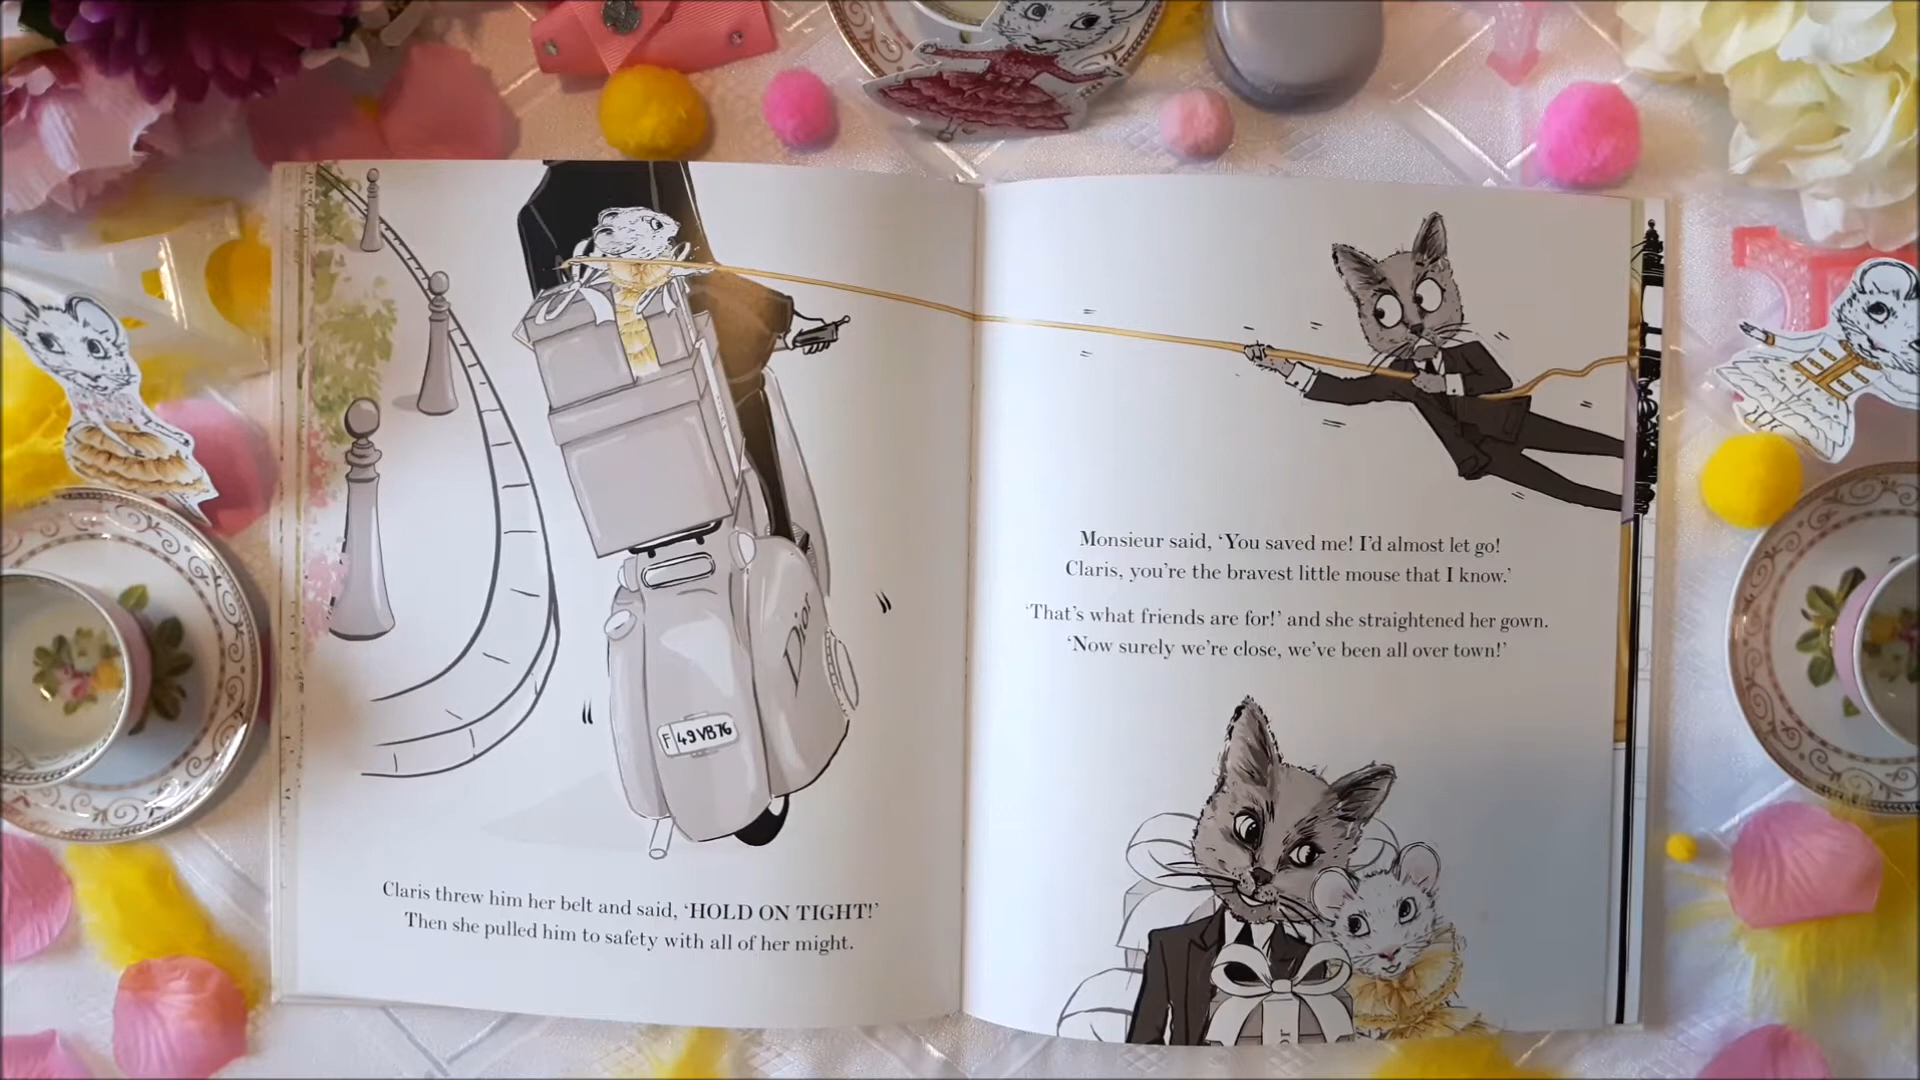 Dior
F 49VB76
Claris threw him her belt and said, ‘HOLD ON TIGHT!’
Then she pulled him to safety with all of her might.
Monsieur said, ‘You saved me! I’d almost let go!
Claris, you’re the bravest little mouse that I know.’
‘That’s what friends are for!’ and she straightened her gown.
‘Now surely we’re close, we’ve been all over town!’